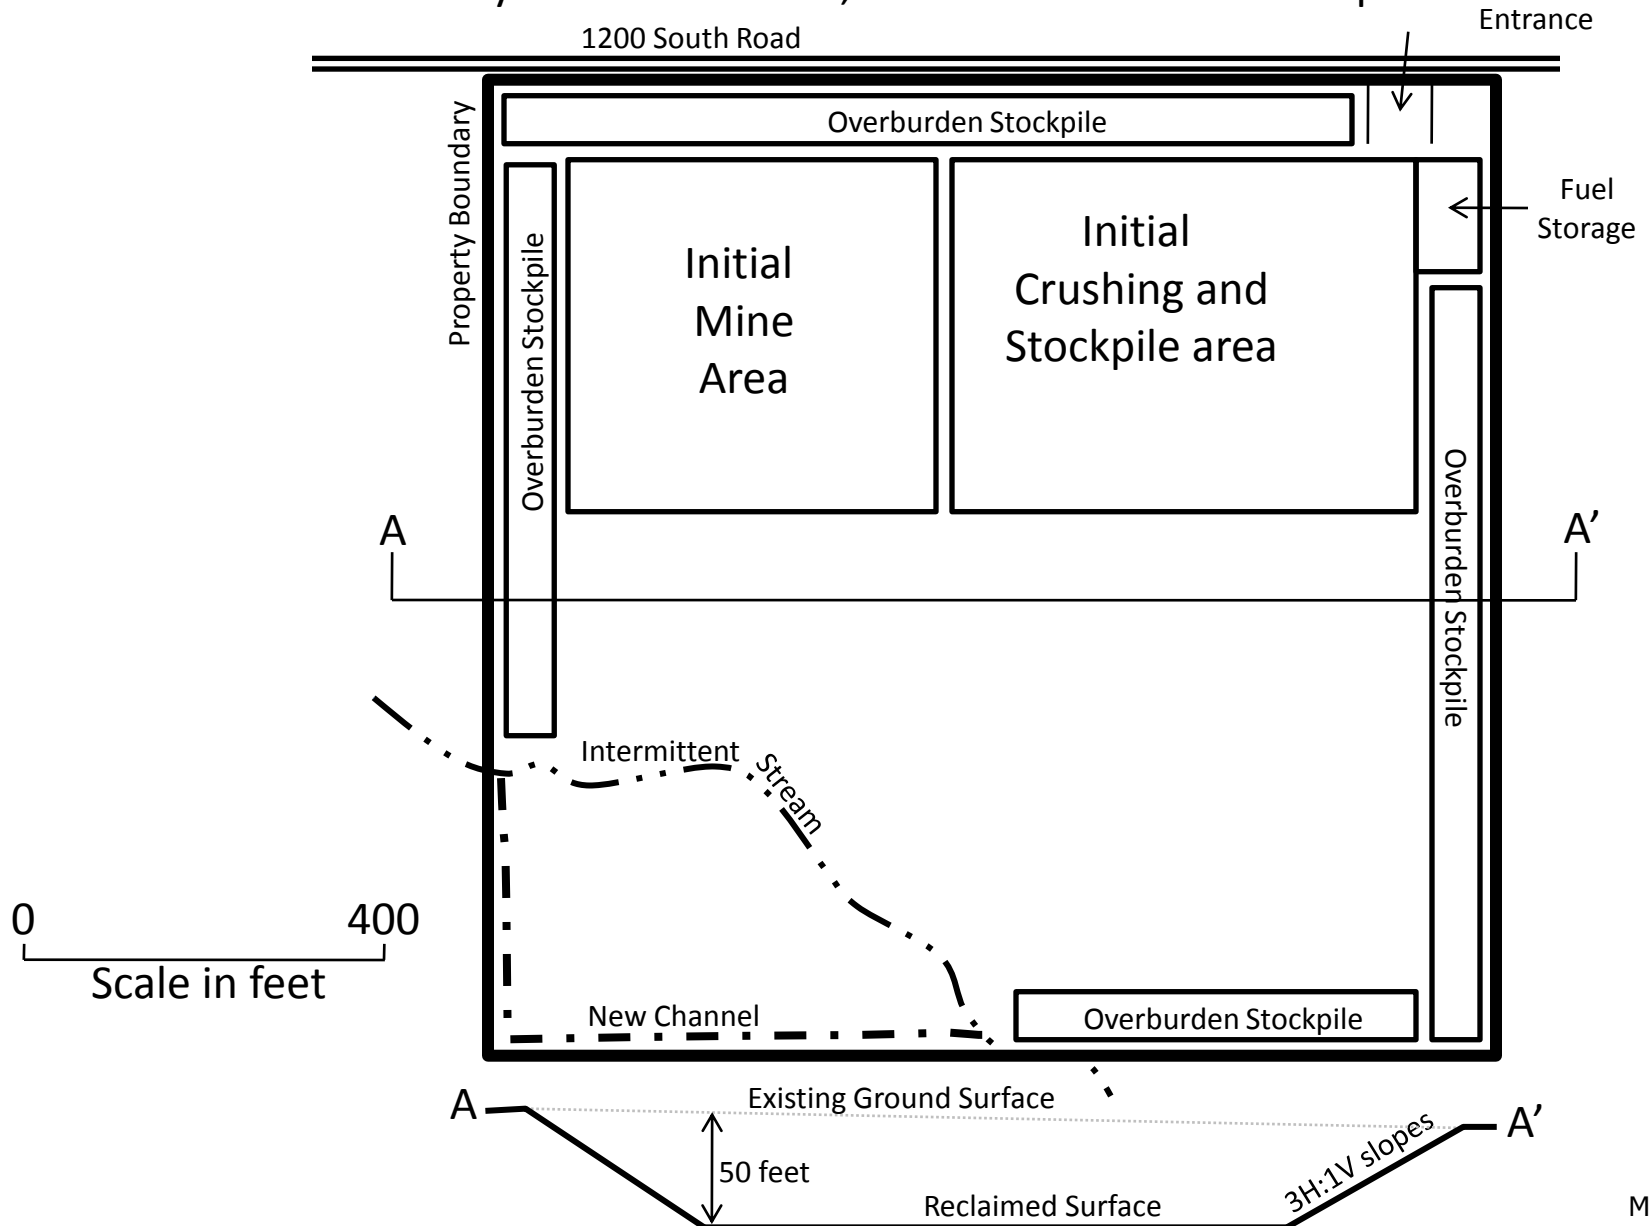 Entrance
1200 South Road
Overburden Stockpile
Property Boundary
Fuel
Storage
Initial
Mine
Area
Initial
Crushing and
Stockpile area
Overburden Stockpile
Overburden Stockpile
A
A’
Intermittent
Stream
0
400
Scale in feet
New Channel
Overburden Stockpile
A
Existing Ground Surface
A’
50 feet
3H:1V slopes
Reclaimed Surface
M